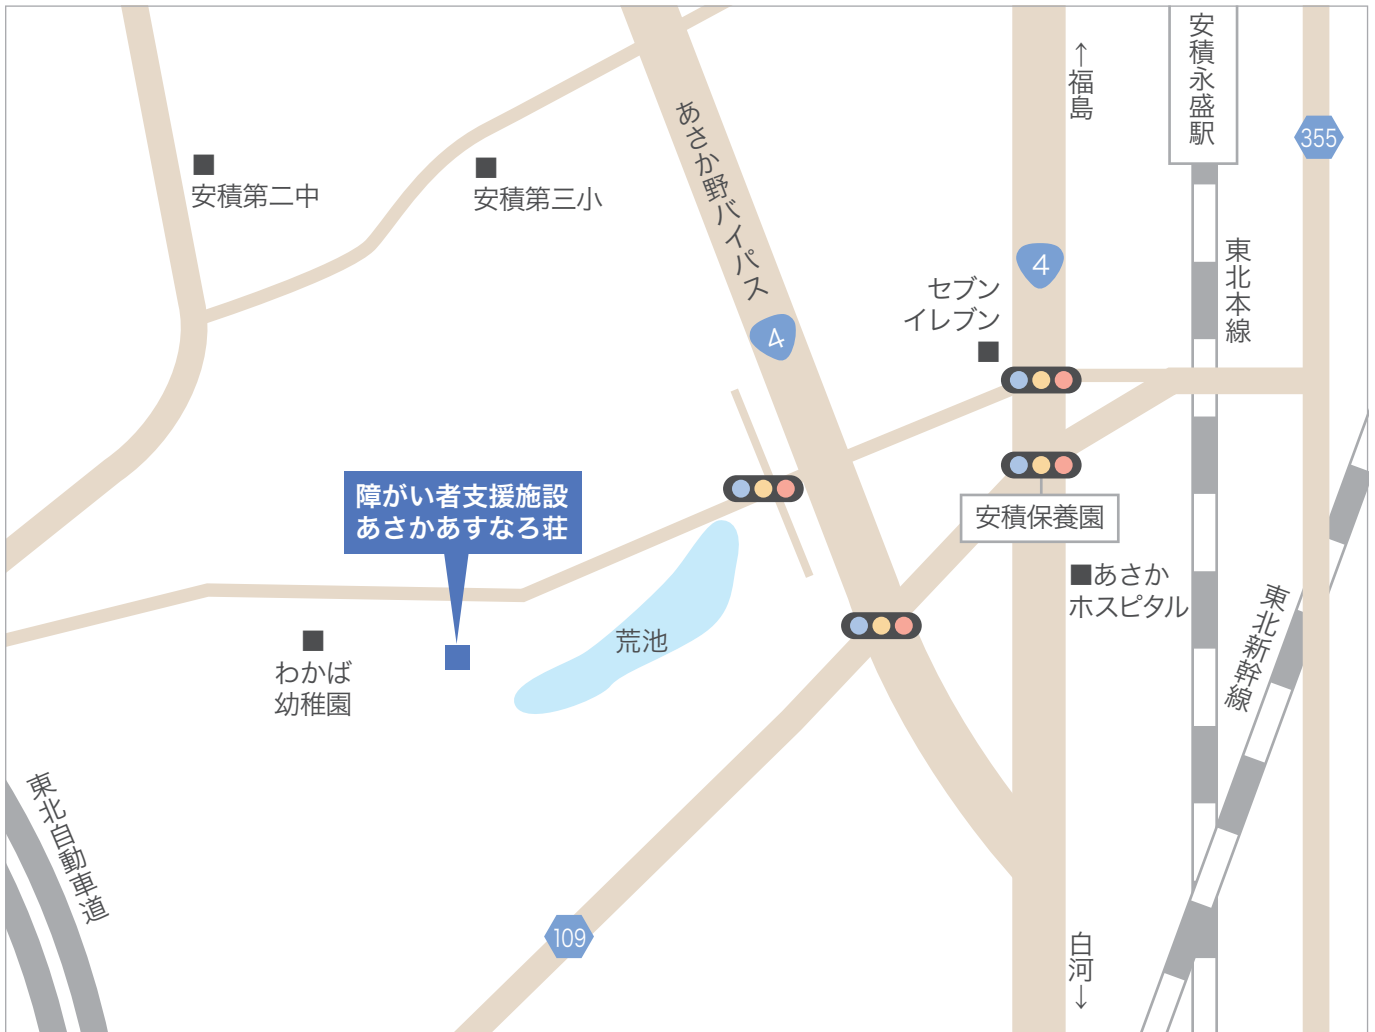 安積永盛駅
↑福島
355
あさか野バイパス
安積第二中
安積第三小
4
東北本線
セブン
イレブン
4
障がい者支援施設
あさかあすなろ荘
安積保養園
■あさか
ホスピタル
東北新幹線
荒池
わかば
幼稚園
東北自動車道
109
白河↓